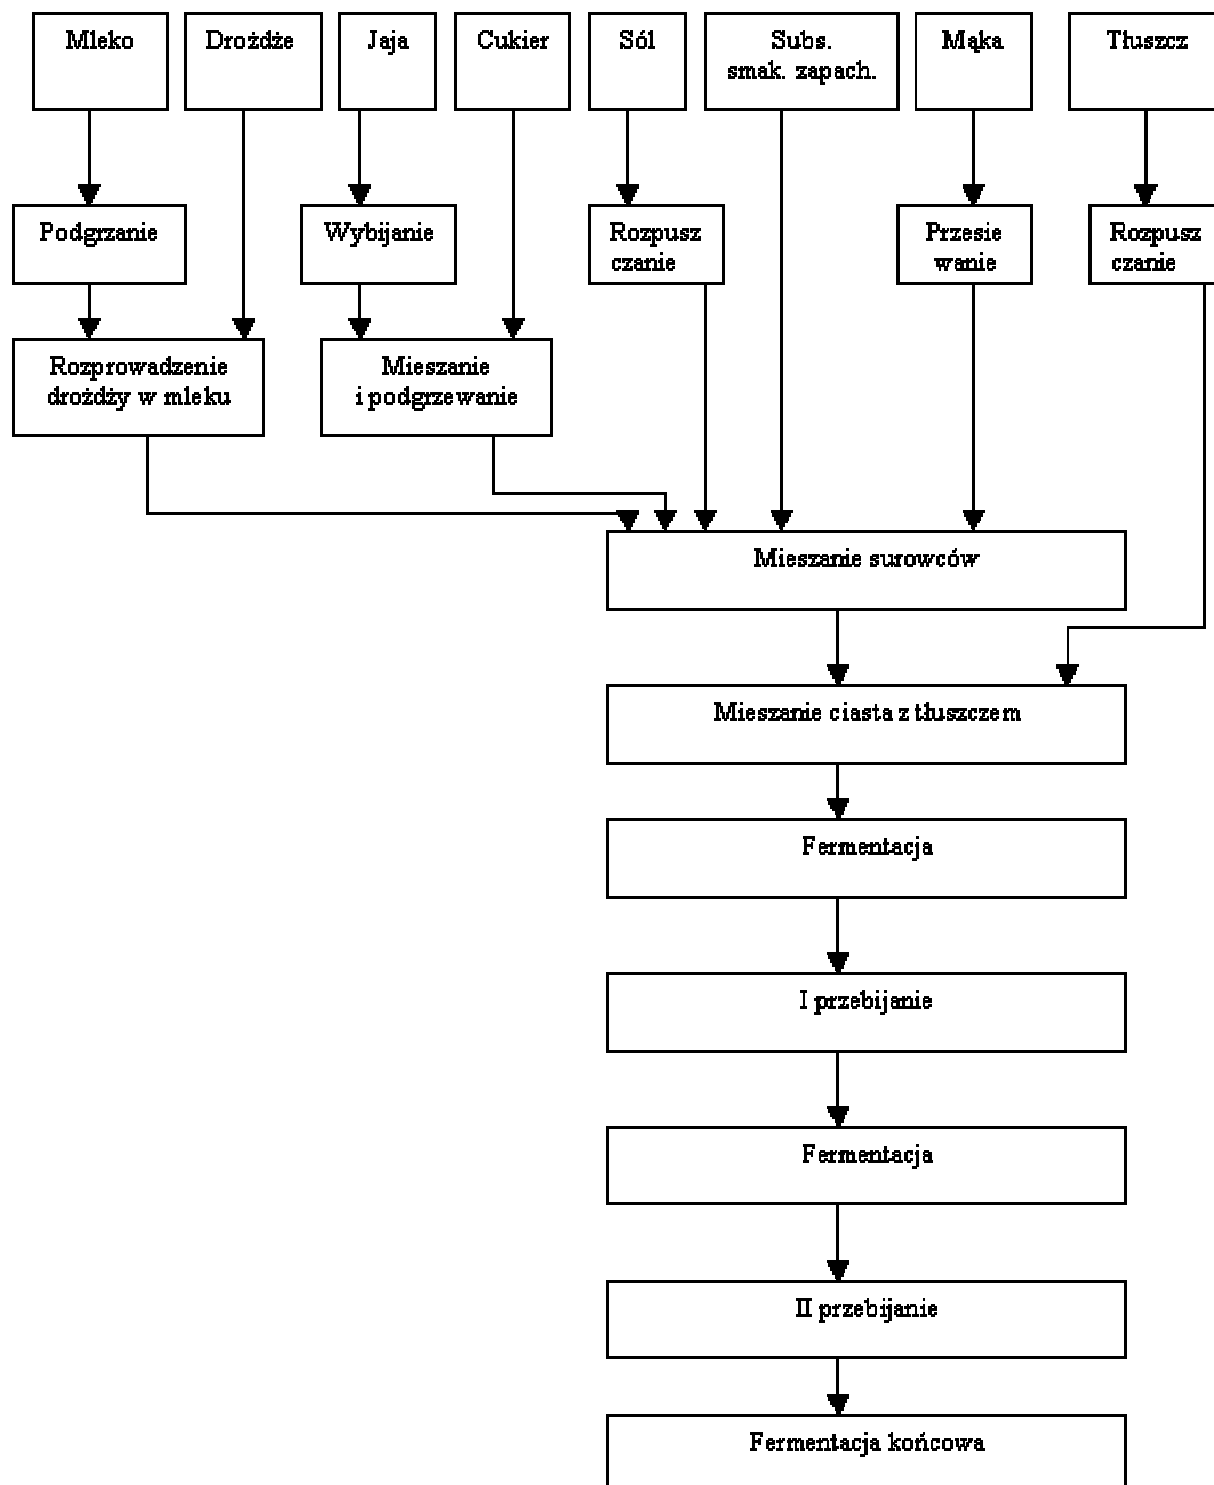 Mleko
Drożdże
Jaja
Cukier
Sól
Subs.
smak. zapach.
Mąka
Tłuszcz
Podgrzanie
Wybijanie
Rozpusz
czanie
Przesie
wanie
Rozpusz
czanie
Rozprowadzenie
drożdży w mleku
Mieszanie
i podgrzewanie
Mieszanie surowców
Mieszanie ciasta z tłuszczem
Fermentacja
I przebijanie
Fermentacja
II przebijanie
Fermentacja końcowa